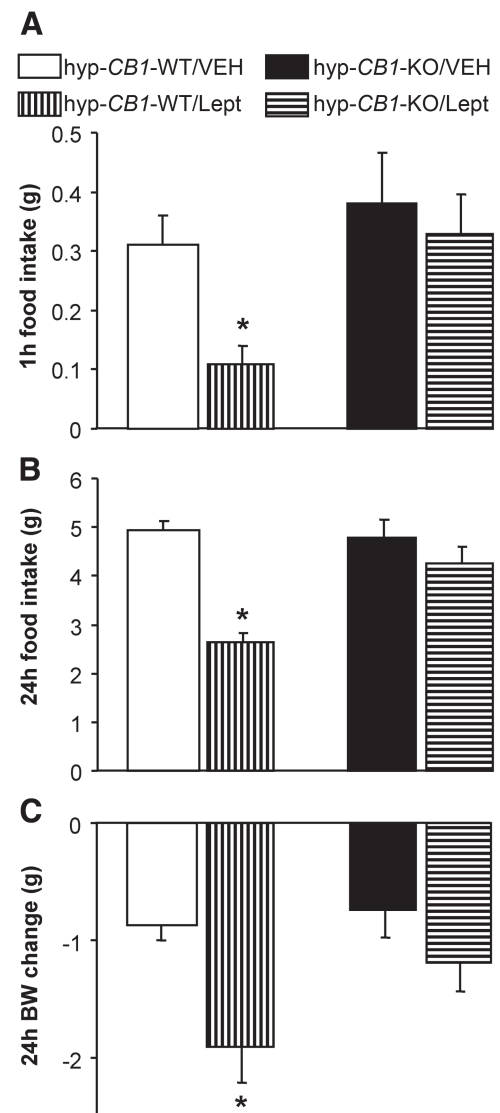 A
hyp-CB1-WT/VEH hyp-CB1-KO/VEH
hyp-CB1-WT/Lept hyp-CB1-KO/Lept
1h food intake (g)
0.5
0.4
0.3
0.2
0.1
0
*
B
24h food intake (g)
6
5
4
3
2
1
0
*
C
24h BW change (g)
0
-1
-2
*